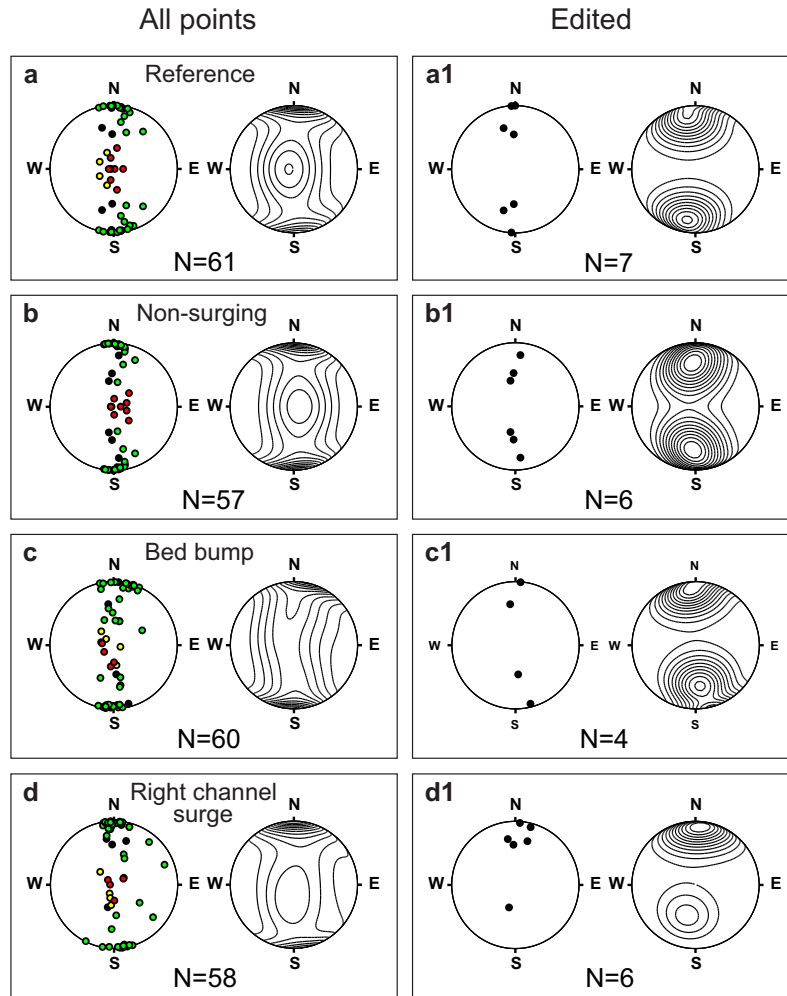 All points
Edited
a Reference
N
W E W E
S
N=61
a1
N N
W E W E
S S
N=7
b Non-surging
N N
W E W E
S S
N=57
b1
N N
W E W E
S S
N=6
c Bed bump
N N
W E W E
S S
N=60
c1
N N
W E W E
S S
N=4
d Right channel
surge
N N
W E W E
S S
N=58
d1
N N
W E W E
S S
N=6